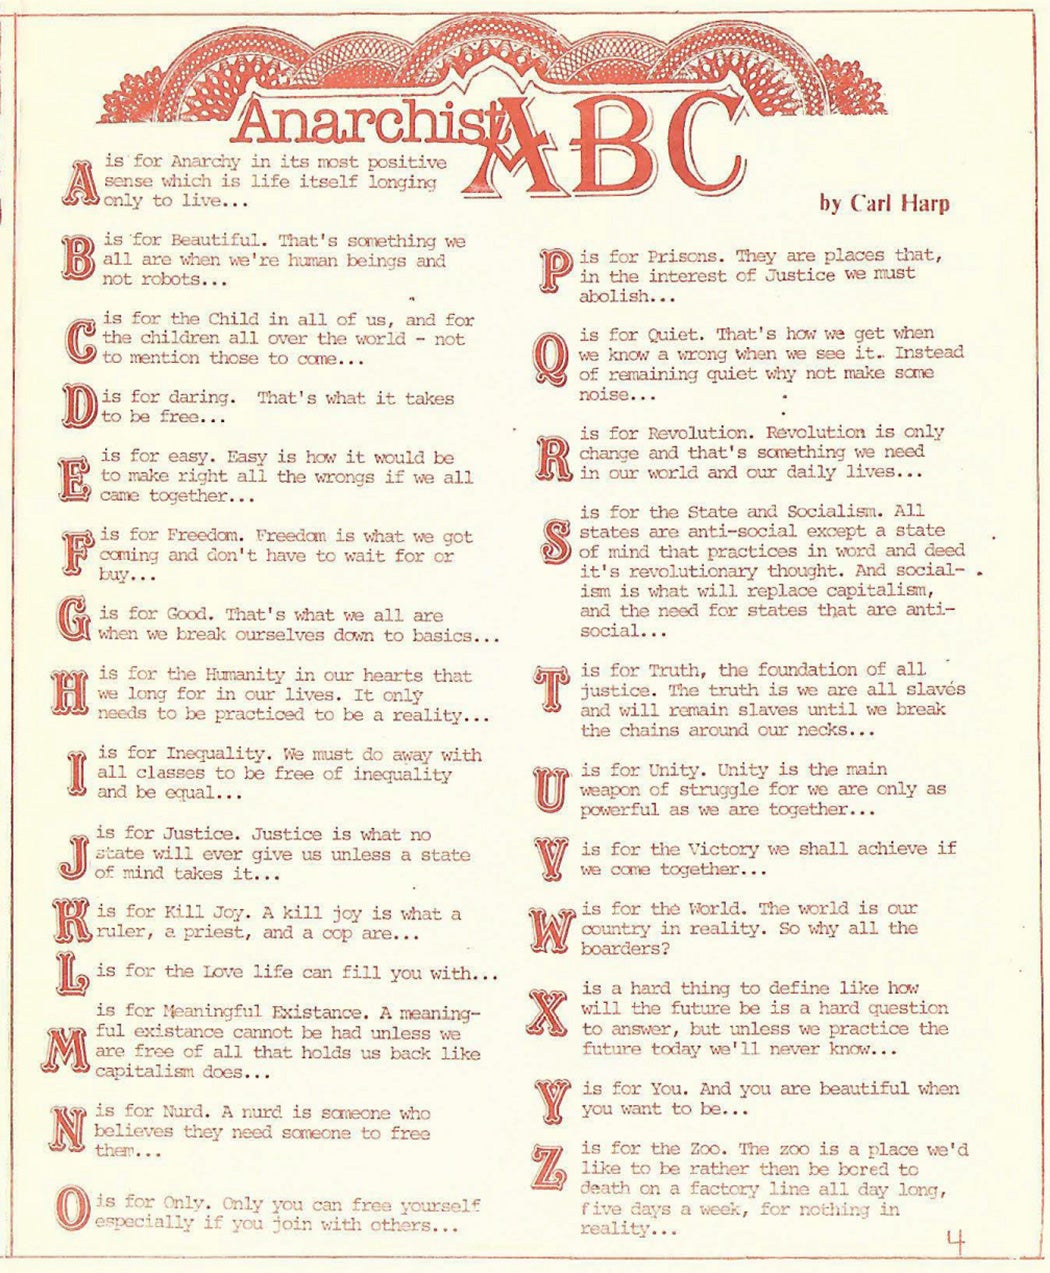 Anarchist ABC
by Carl Harp
A is for Anarchy in its most positive
sense which is life itself longing
only to live...
B is for Beautiful. That's something we
all are when we're human beings and
not robots...
C is for the Child in all of us, and for
the children all over the world - not
to mention those to come...
D is for daring. That's what it takes
to be free...
E is for easy. Easy is how it would be
to make right all the wrongs if we all
came together...
F is for Freedom. Freedom is what we got
coming and don't have to wait for or
buy...
G is for Good. That's what we all are
when we break ourselves down to basics...
H is for the Humanity in our hearts that
we long for in our lives. It only
needs to be practiced to be a reality...
I is for Inequality. We must do away with
all classes to be free of inequality
and be equal...
J is for Justice. Justice is what no
state will ever give us unless a state
of mind takes it...
K is for Kill Joy. A kill joy is what a
ruler, a priest, and a cop are...
L is for the Love life can fill you with...
M is for Meaningful Existance. A meaning-
ful existance cannot be had unless we
are free of all that holds us back like
capitalism does...
N is for Nurd. A nurd is someone who
believes they need someone to free
them...
O is for Only. Only you can free yourself
especially if you join with others...
P is for Prisons. They are places that,
in the interest of Justice we must
abolish...
Q is for Quiet. That's how we get when
we know a wrong when we see it. Instead
of remaining quiet why not make some
noise...
R is for Revolution. Revolution is only
change and that's something we need
in our world and our daily lives...
S is for the State and Socialism. All
states are anti-social except a state
of mind that practices in word and deed
it's revolutionary thought. And social-
ism is what will replace capitalism,
and the need for states that are anti-
social...
T is for Truth, the foundation of all
justice. The truth is we are all slaves
and will remain slaves until we break
the chains around our necks...
U is for Unity. Unity is the main
weapon of struggle for we are only as
powerful as we are together...
V is for the Victory we shall achieve if
we come together...
W is for the World. The world is our
country in reality. So why all the
boarders?
X is a hard thing to define like how
will the future be is a hard question
to answer, but unless we practice the
future today we'll never know...
Y is for You. And you are beautiful when
you want to be...
Z is for the Zoo. The zoo is a place we'd
like to be rather then be bored to
death on a factory line all day long,
five days a week, for nothing in
reality...
4